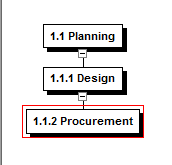 1.1 Planning
1.1.1 Design
1.1.2 Procurement